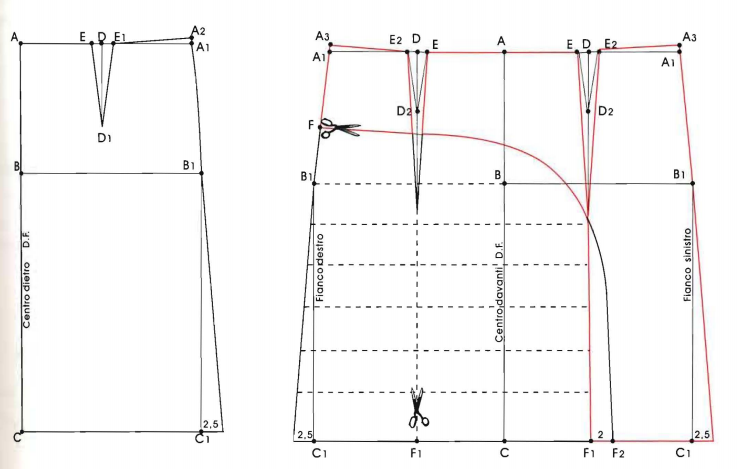 A E D E1 A2
A1
D1
B B1
Centro dietro D.F.
2,5
C C1
A3 E2 D E A E D E2 A3
A1 A1
D2 D2
F
B1 B B1
Fianco destro
Centro davanti D.F.
Fianco sinistro
2,5 2 2,5
C1 F1 C F1 F2 C1